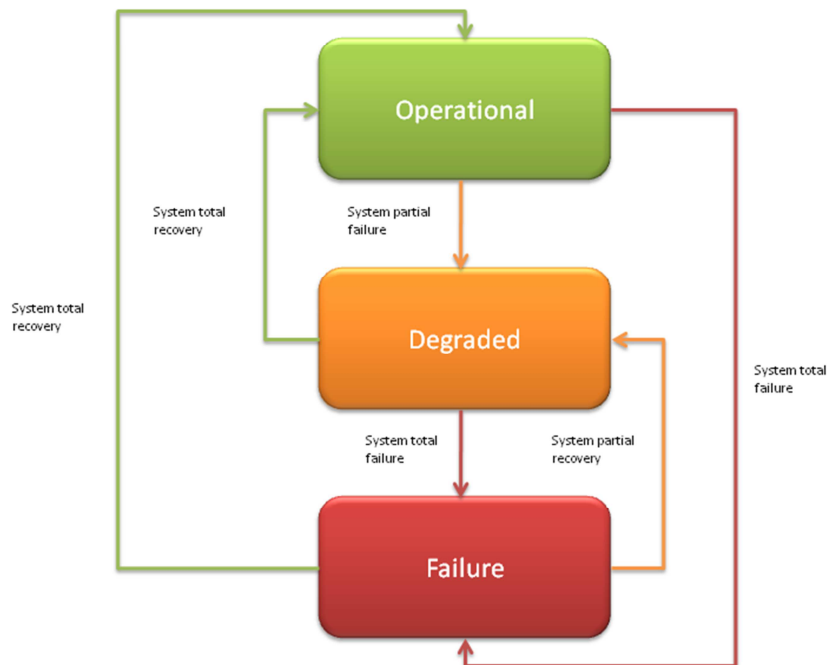 Operational
System total
recovery
System partial
failure
System total
recovery
Degraded
System total
failure
System total
failure
System partial
recovery
Failure